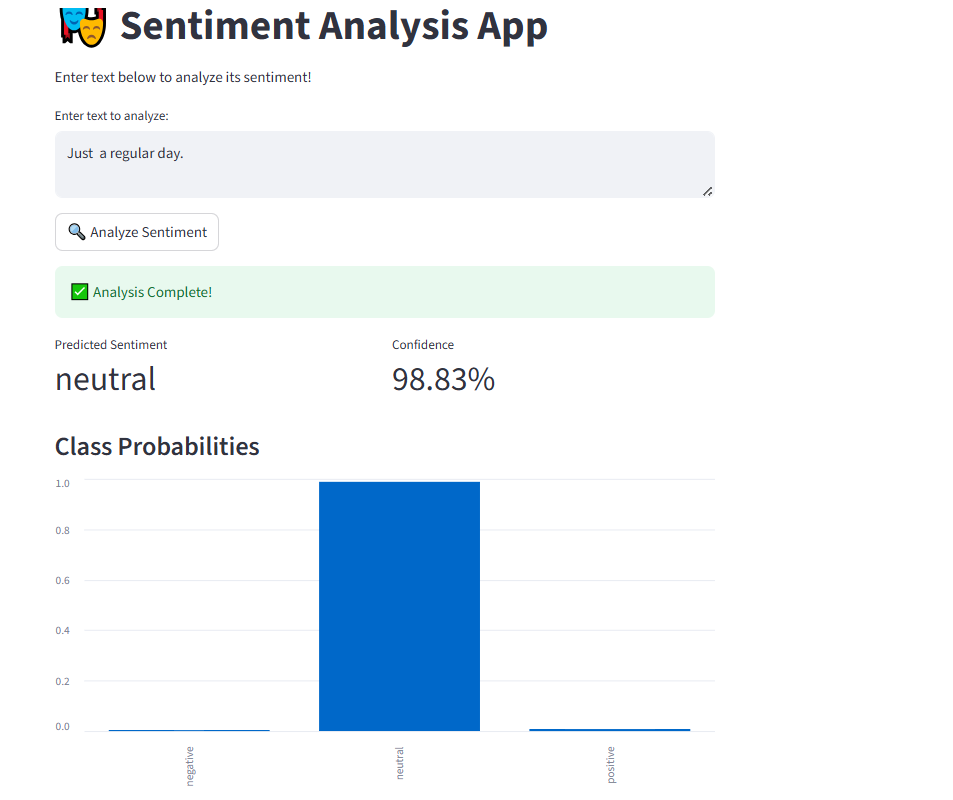 🎭 Sentiment Analysis App
Enter text below to analyze its sentiment!
Enter text to analyze:
Just  a regular day.
🔍 Analyze Sentiment
✅ Analysis Complete!
Predicted Sentiment
neutral
Confidence
98.83%
Class Probabilities
1.0
0.8
0.6
0.4
0.2
0.0
negative
neutral
positive